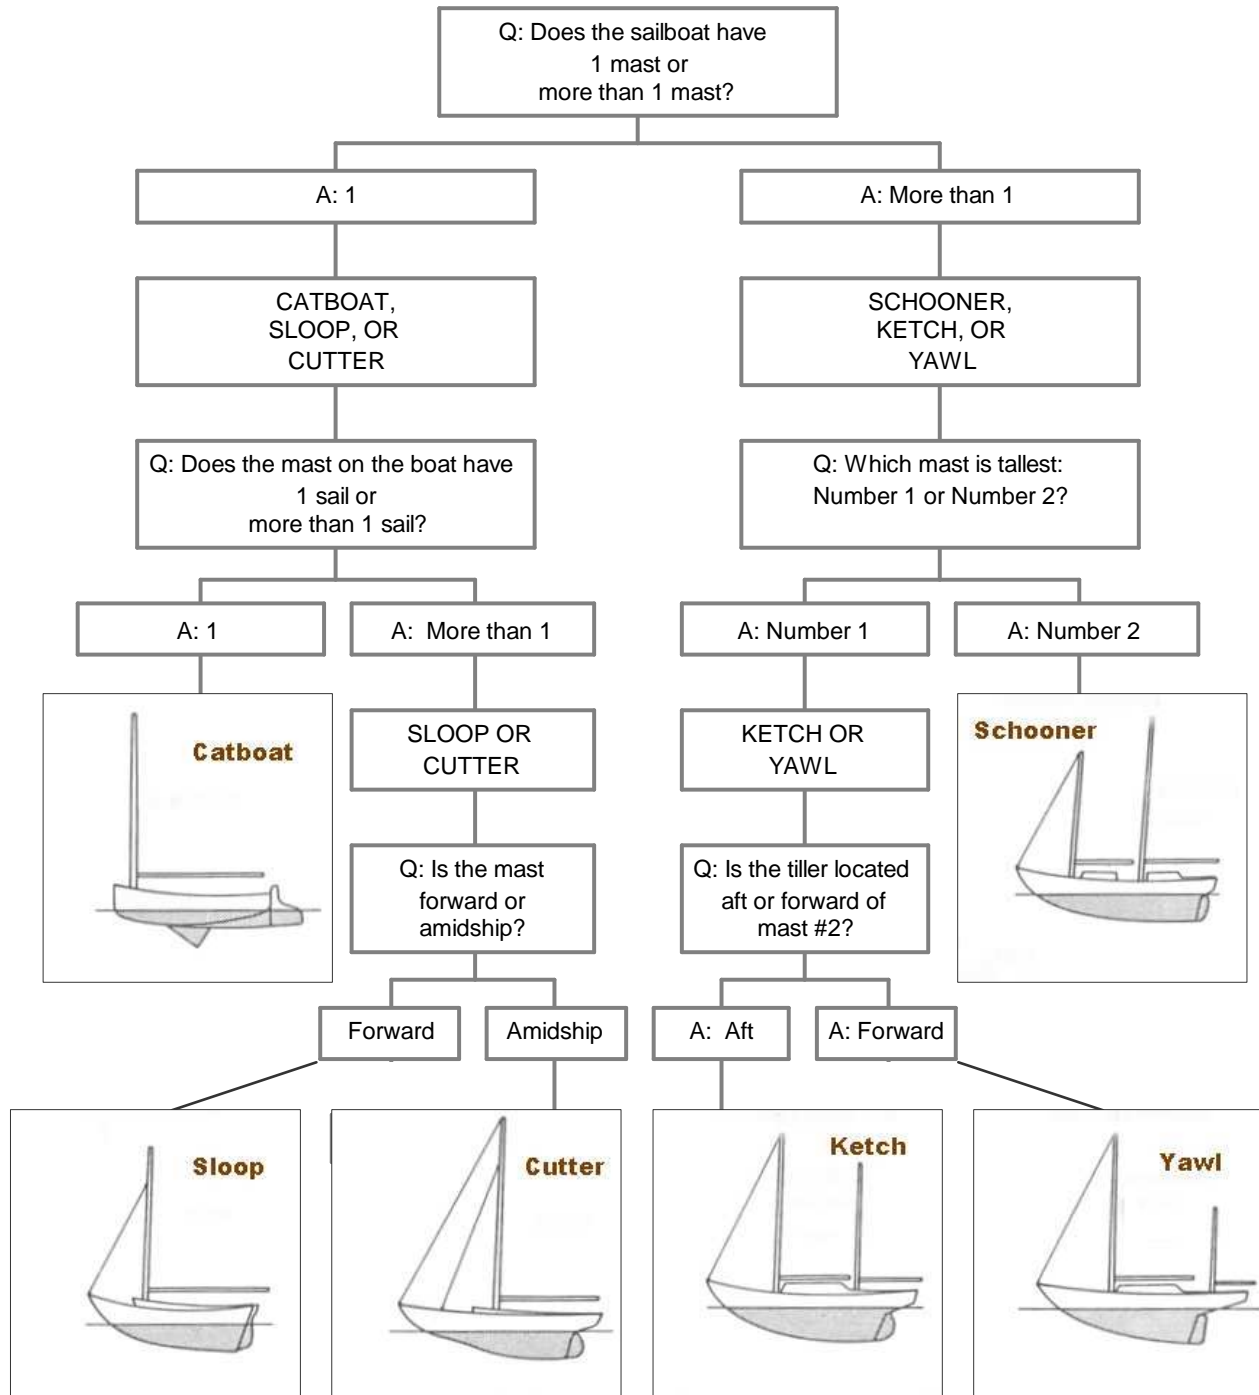 Q: Does the sailboat have
1 mast or
more than 1 mast?
A: 1
A: More than 1
CATBOAT,
SLOOP, OR
CUTTER
SCHOONER,
KETCH, OR
YAWL
Q: Does the mast on the boat have
1 sail or
more than 1 sail?
Q: Which mast is tallest:
Number 1 or Number 2?
A: 1
A: More than 1
A: Number 1
A: Number 2
Catboat
SLOOP OR
CUTTER
KETCH OR
YAWL
Schooner
Q: Is the mast
forward or
amidship?
Q: Is the tiller located
aft or forward of
mast #2?
Forward
Amidship
A: Aft
A: Forward
Sloop
Cutter
Ketch
Yawl